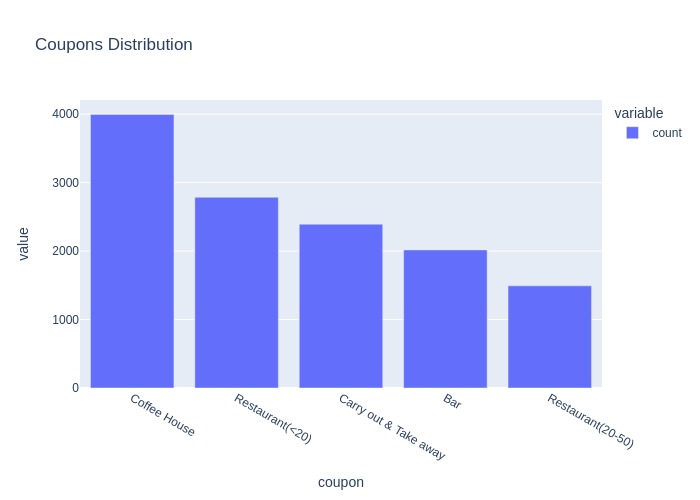 Coupons Distribution
variable
count
value
4000
3000
2000
1000
0
Coffee House
Restaurant(<20)
Carry out & Take away
Bar
Restaurant(20-50)
coupon